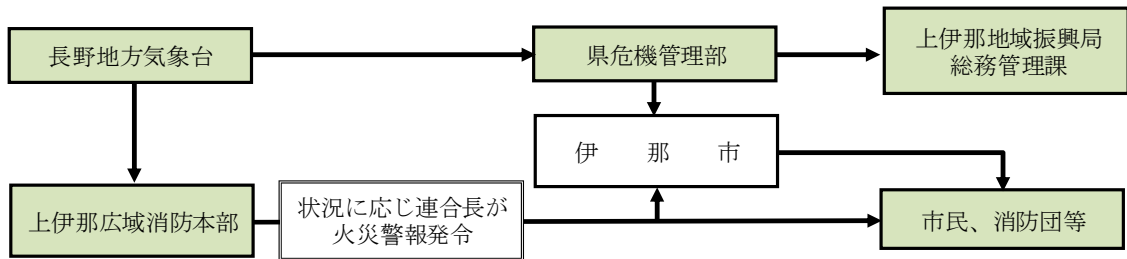 長野地方気象台
県危機管理部
上伊那地域振興局
総務管理課
伊 那 市
上伊那広域消防本部
状況に応じ連合長が
火災警報発令
市民、消防団等